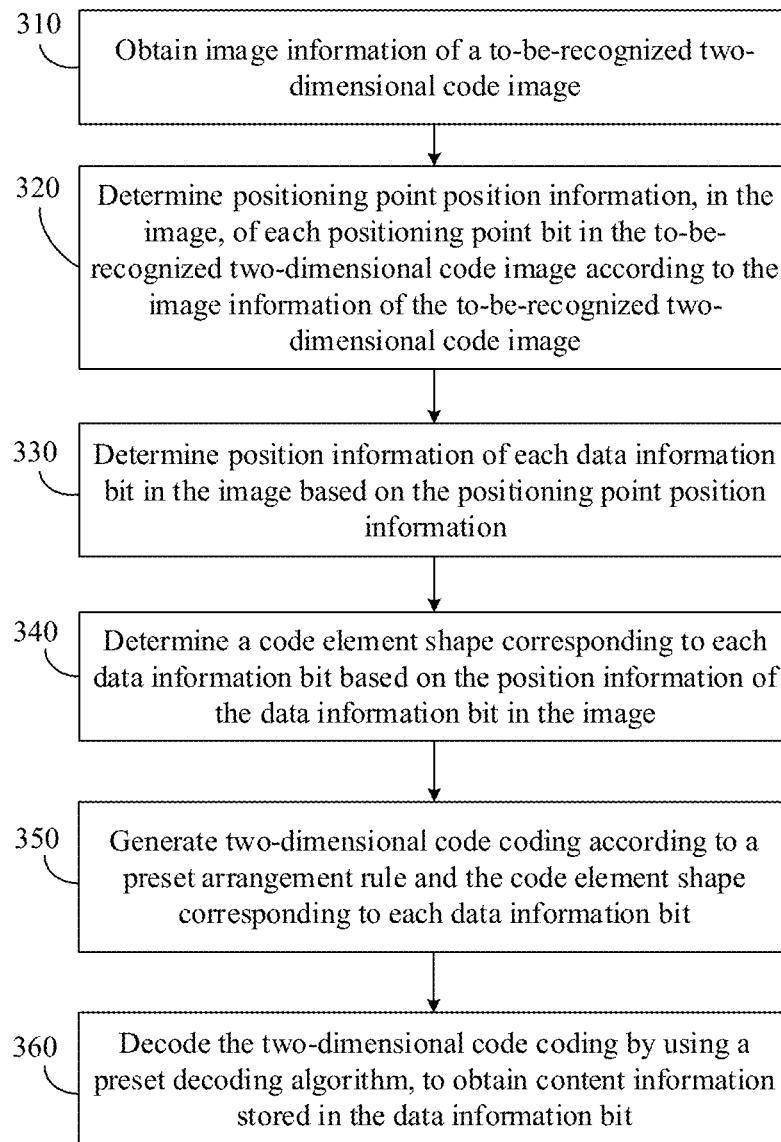 310
Obtain image information of a to-be-recognized two-
dimensional code image
320
Determine positioning point position information, in the
image, of each positioning point bit in the to-be-
recognized two-dimensional code image according to the
image information of the to-be-recognized two-
dimensional code image
330
Determine position information of each data information
bit in the image based on the positioning point position
information
340
Determine a code element shape corresponding to each
data information bit based on the position information of
the data information bit in the image
350
Generate two-dimensional code coding according to a
preset arrangement rule and the code element shape
corresponding to each data information bit
360
Decode the two-dimensional code coding by using a
preset decoding algorithm, to obtain content information
stored in the data information bit